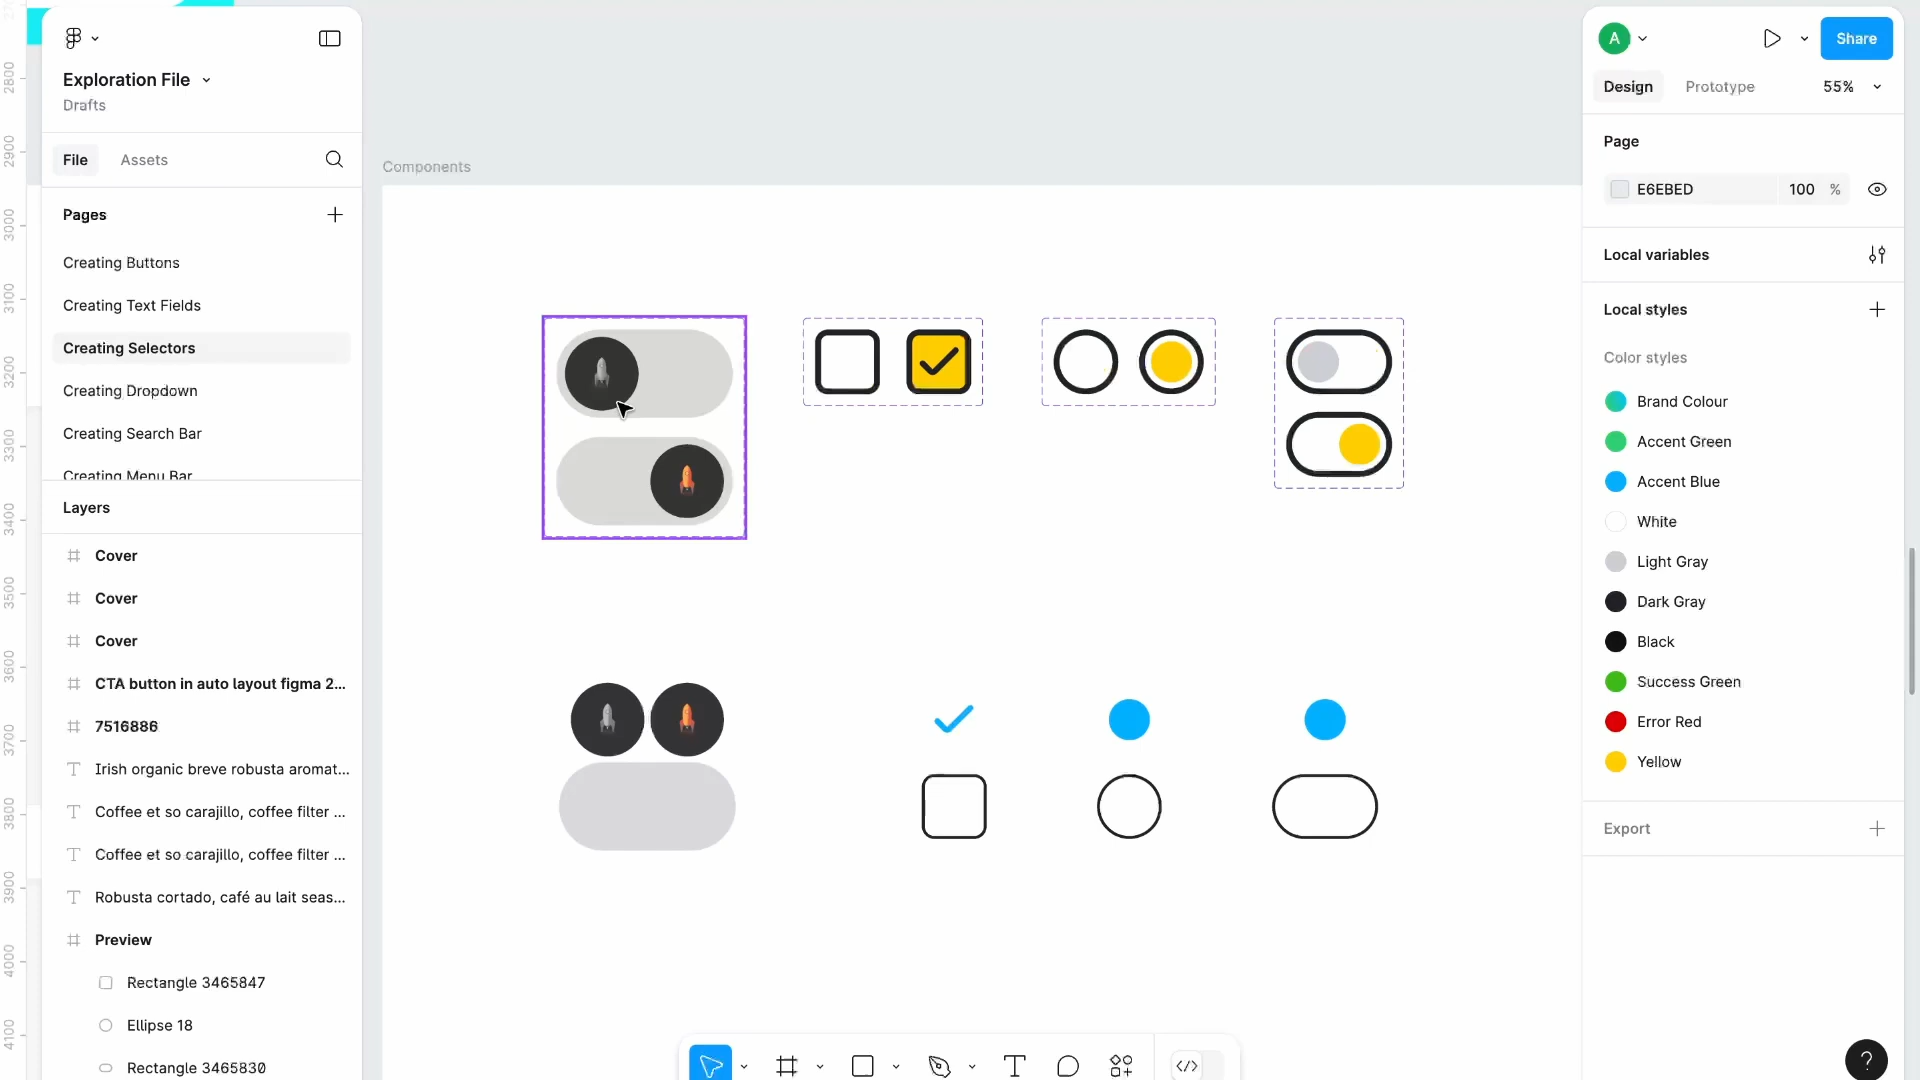 Exploration File
Drafts
File
Assets
Pages
Creating Buttons
Creating Text Fields
Creating Selectors
Creating Dropdown
Creating Search Bar
Creating Menu Bar
Layers
Cover
Cover
Cover
CTA button in auto layout figma 2...
7516886
Irish organic breve robusta aromat...
Coffee et so carajillo, coffee filter ...
Coffee et so carajillo, coffee filter ...
Robusta cortado, café au lait seas...
Preview
Rectangle 3465847
Ellipse 18
Rectangle 3465830
2800
2900
3000
3100
3200
3300
3400
3500
3600
3700
3800
3900
4000
4100
Components
A
Share
Design
Prototype
55%
Page
E6EBED
100
%
Local variables
Local styles
Color styles
Brand Colour
Accent Green
Accent Blue
White
Light Gray
Dark Gray
Black
Success Green
Error Red
Yellow
Export
T
</>
?